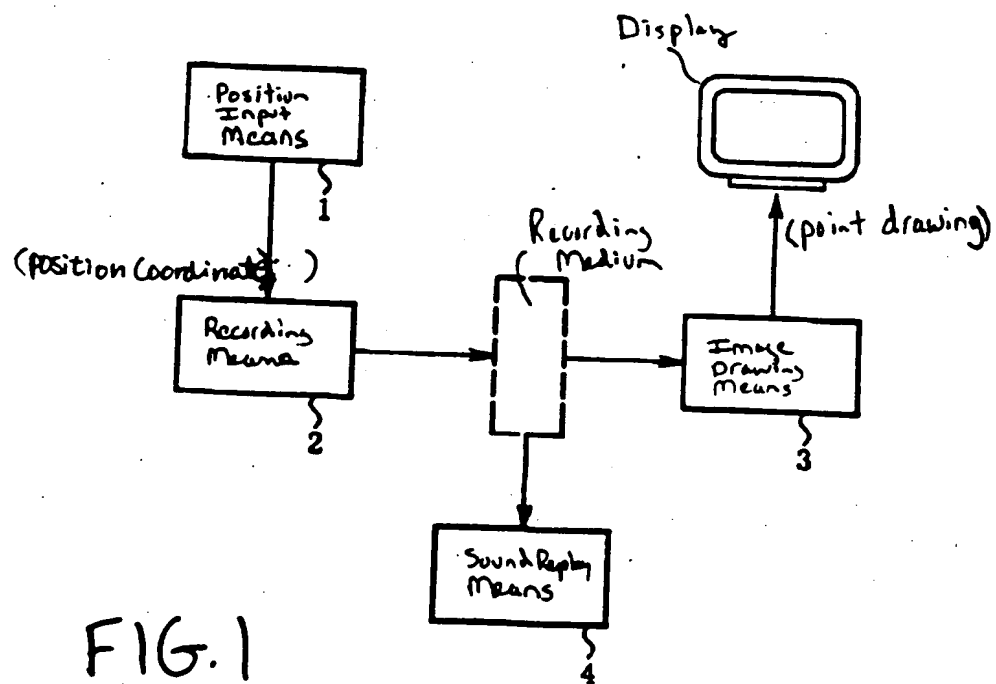 Display
Position
Input
Means
1
(position coordinates)
Recording
Medium
(point drawing)
Recording
Means
2
Image
Drawing
Means
3
Sound Replay
Means
4
FIG. 1